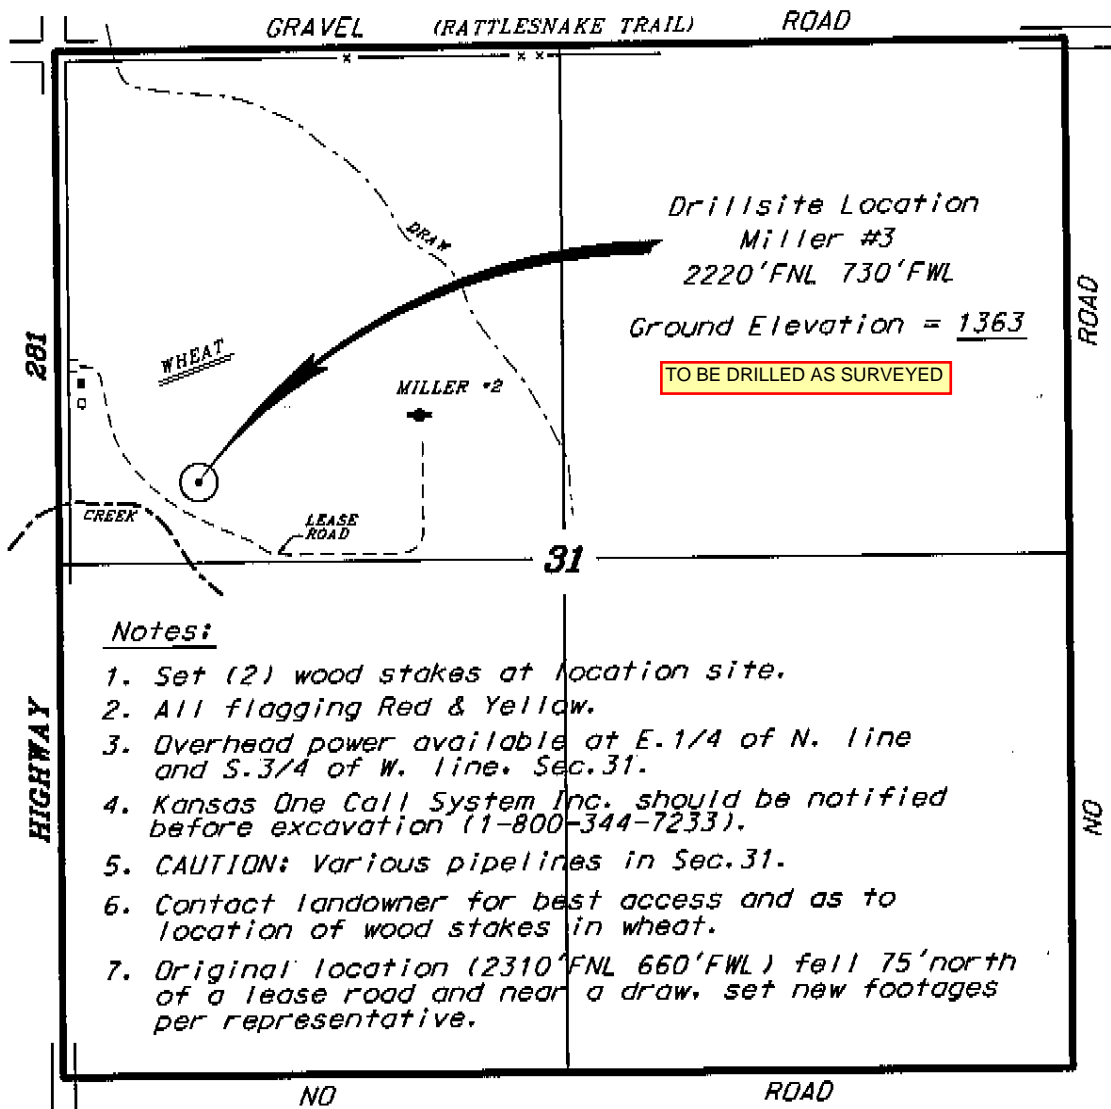 GRAVEL (RATTLESNAKE TRAIL) ROAD
Drillsite Location
Miller #3
2220'FNL 730'FWL
Ground Elevation = 1363
TO BE DRILLED AS SURVEYED
DRAW
WHEAT
MILLER #2
281
ROAD
CREEK
LEASE
ROAD
31
HIGHWAY
NO
Notes:
1. Set (2) wood stakes at location site.
2. All flagging Red & Yellow.
3. Overhead power available at E.1/4 of N. line
and S.3/4 of W. line. Sec.31.
4. Kansas One Call System Inc. should be notified
before excavation (1-800-344-7233).
5. CAUTION: Various pipelines in Sec.31.
6. Contact landowner for best access and as to
location of wood stakes in wheat.
7. Original location (2310'FNL 660'FWL) fell 75'north
of a lease road and near a draw. set new footages
per representative.
NO ROAD